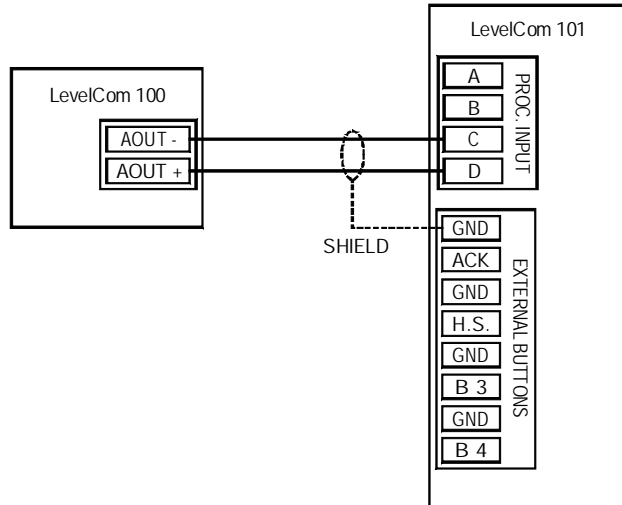 LevelCom 101
LevelCom 100
AOUT -
AOUT +
A
B
C
D
PROC. INPUT
SHIELD
GND
ACK
GND
H.S.
GND
B 3
GND
B 4
EXTERNAL BUTTONS